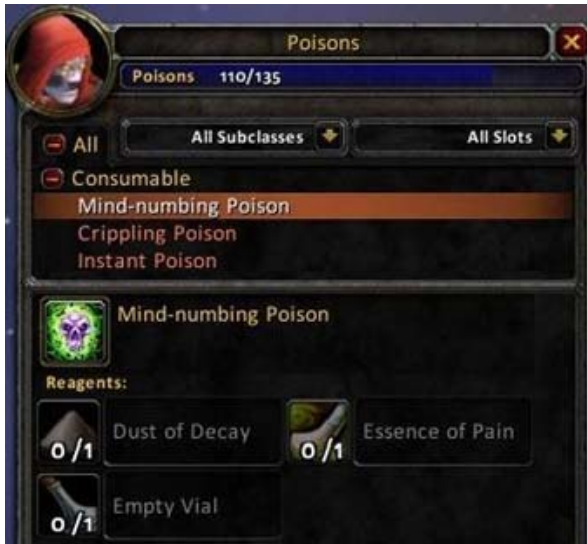 Poisons
Poisons 110/135
All All Subclasses All Slots
Consumable
Mind-numbing Poison
Crippling Poison
Instant Poison
Mind-numbing Poison
Reagents:
0/1 Dust of Decay 0/1 Essence of Pain
0/1 Empty Vial